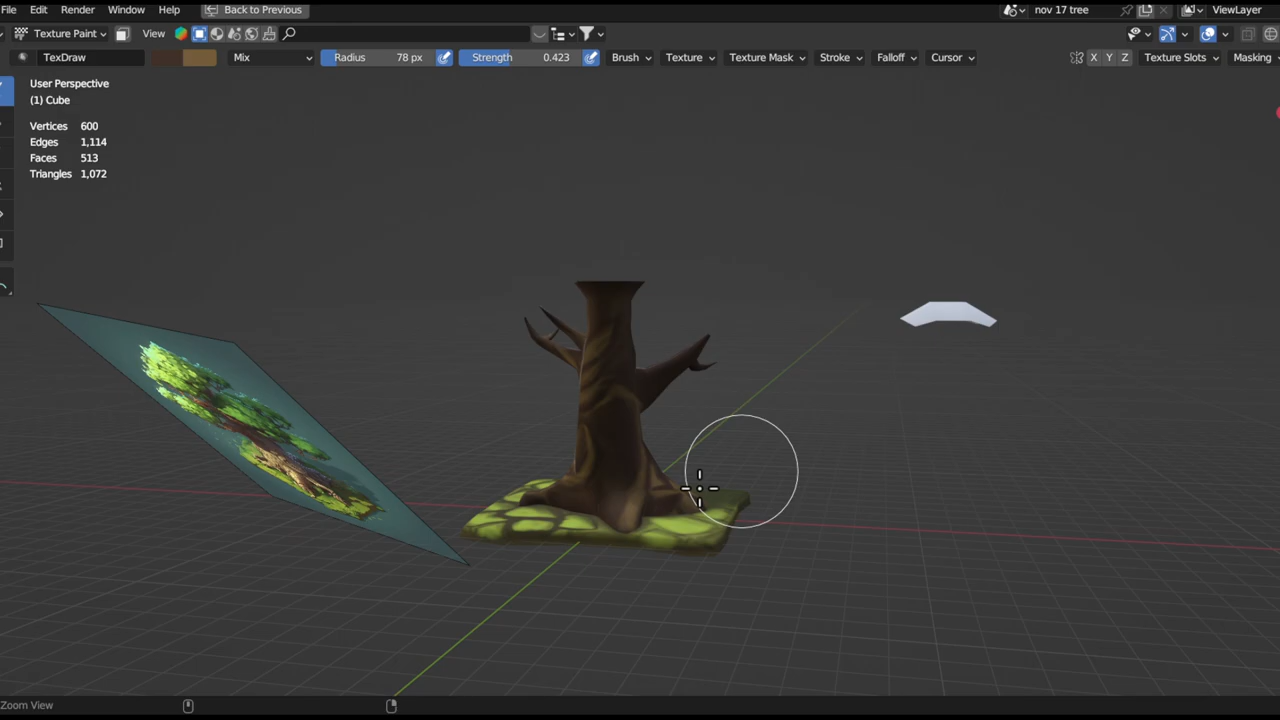 File Edit Render Window Help Back to Previous nov 17 tree ViewLayer
Texture Paint View
TexDraw Mix Radius 78 px Strength 0.423 Brush Texture Texture Mask Stroke Falloff Cursor X Y Z Texture Slots Masking
User Perspective
(1) Cube
Vertices 600
Edges 1,114
Faces 513
Triangles 1,072
Zoom View